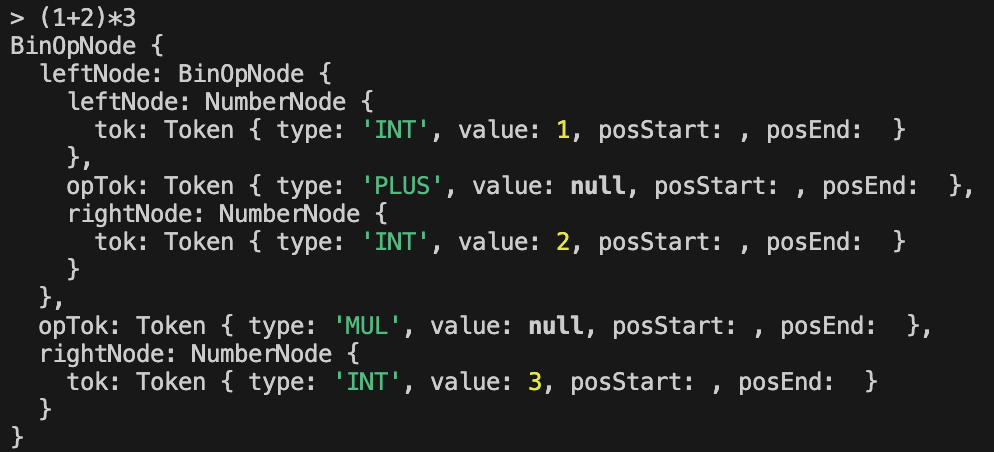 > (1+2)*3
BinOpNode {
  leftNode: BinOpNode {
    leftNode: NumberNode {
      tok: Token { type: 'INT', value: 1, posStart: , posEnd:  }
    },
    opTok: Token { type: 'PLUS', value: null, posStart: , posEnd:  },
    rightNode: NumberNode {
      tok: Token { type: 'INT', value: 2, posStart: , posEnd:  }
    }
  },
  opTok: Token { type: 'MUL', value: null, posStart: , posEnd:  },
  rightNode: NumberNode {
    tok: Token { type: 'INT', value: 3, posStart: , posEnd:  }
  }
}